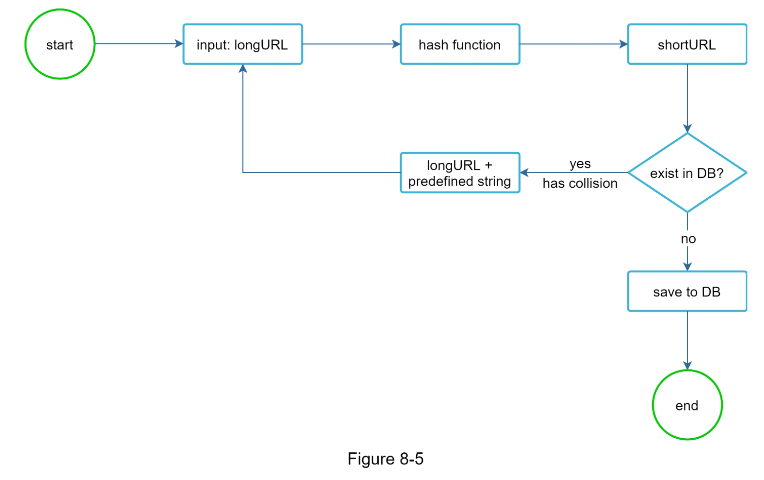 start
input: longURL
hash function
shortURL
longURL +
predefined string
yes
has collision
exist in DB?
no
save to DB
end
Figure 8-5